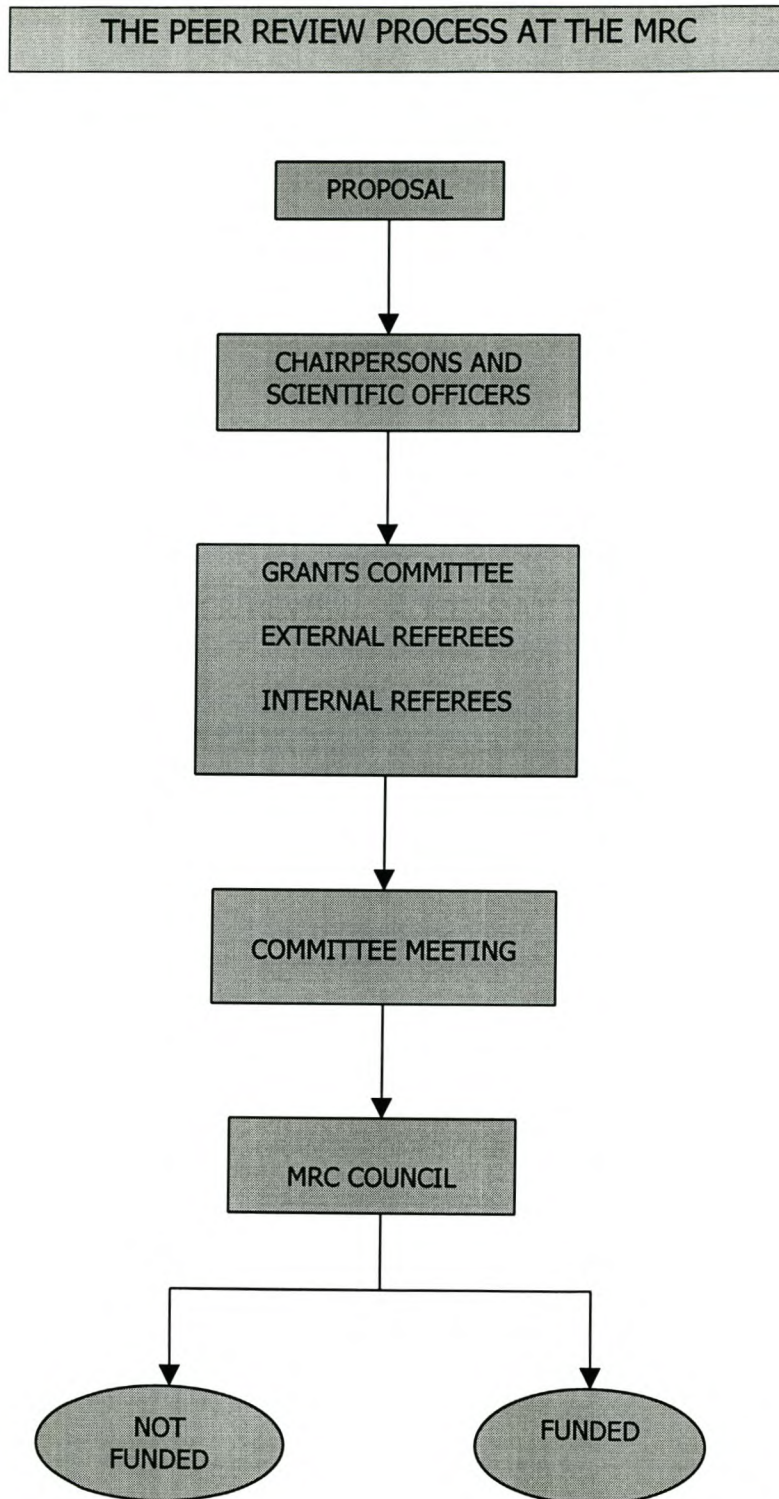 THE PEER REVIEW PROCESS AT THE MRC
PROPOSAL
CHAIRPERSONS AND
SCIENTIFIC OFFICERS
GRANTS COMMITTEE
EXTERNAL REFEREES
INTERNAL REFEREES
COMMITTEE MEETING
MRC COUNCIL
NOT
FUNDED
FUNDED